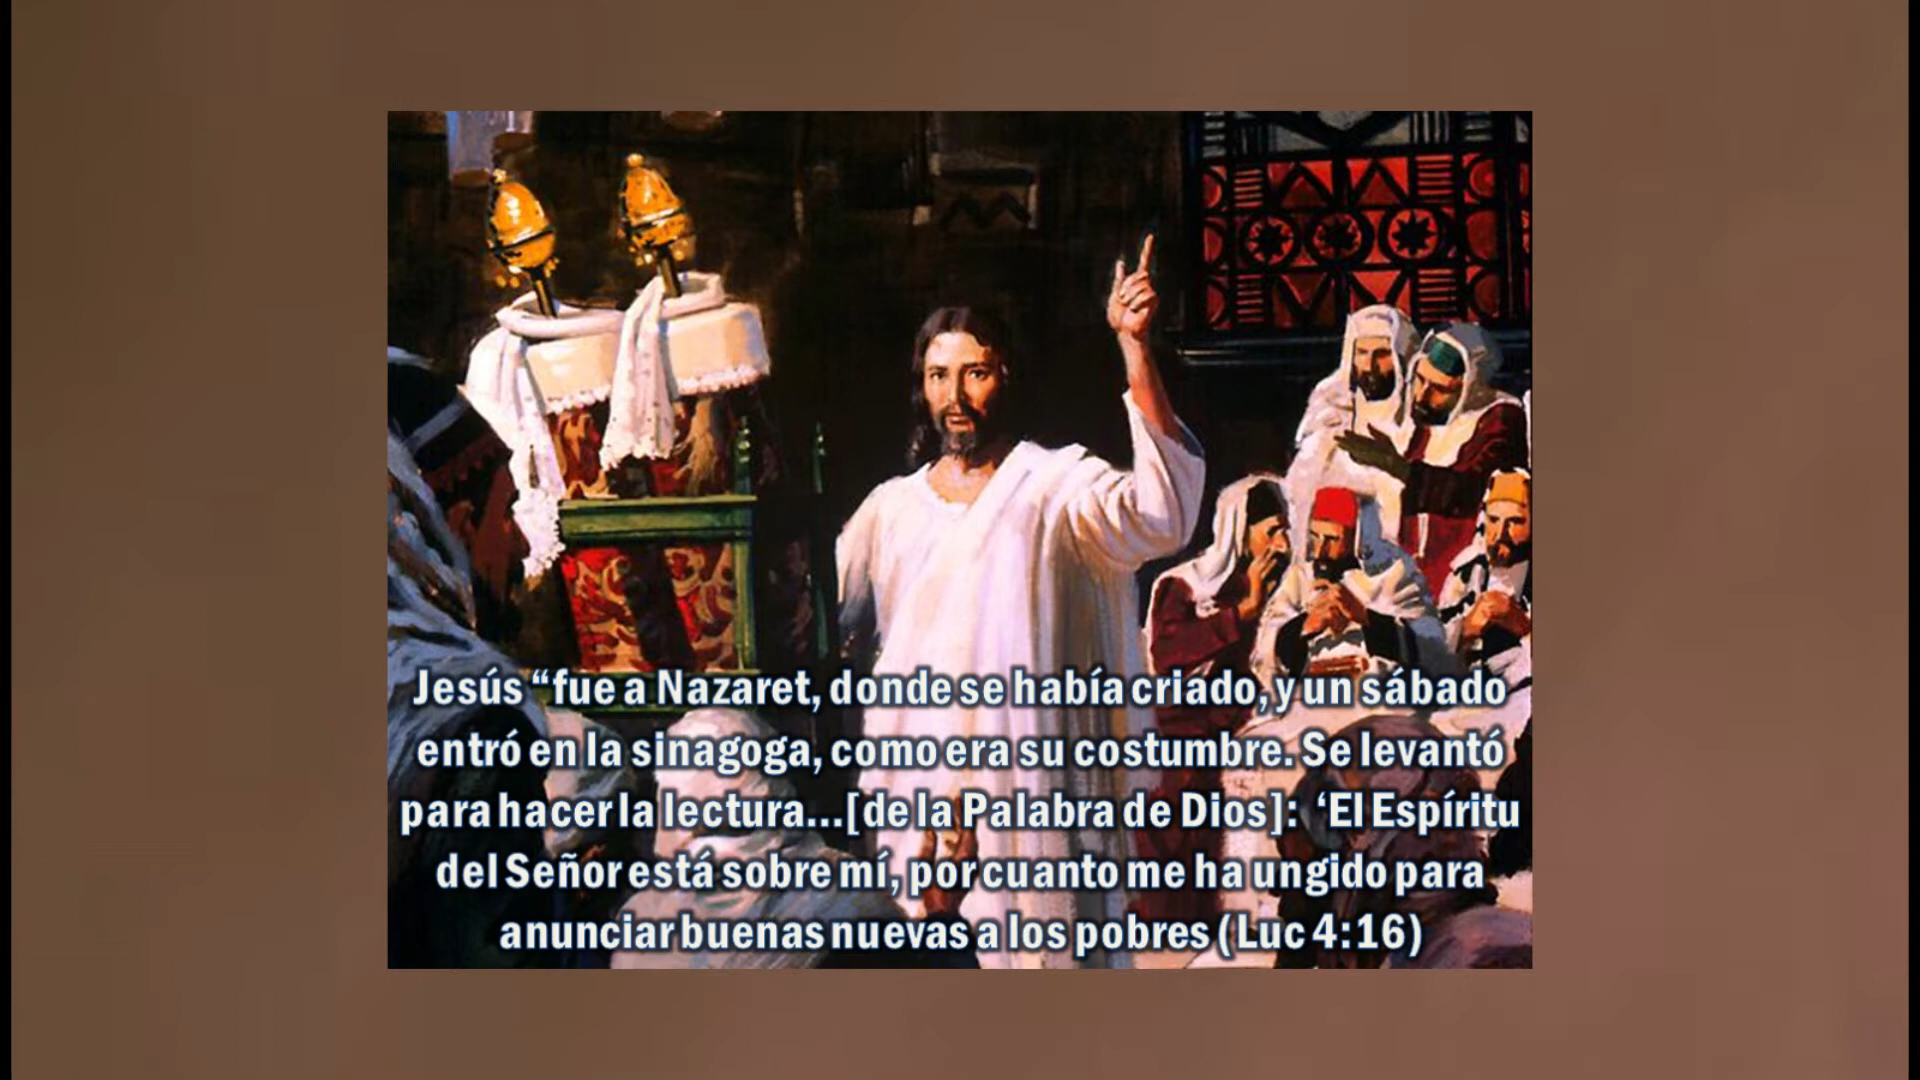 Jesús “fue a Nazaret, donde se había criado, y un sábado
entró en la sinagoga, como era su costumbre. Se levantó
para hacer la lectura...[de la Palabra de Dios]: ‘El Espíritu
del Señor está sobre mí, por cuanto me ha ungido para
anunciar buenas nuevas a los pobres (Luc 4:16)